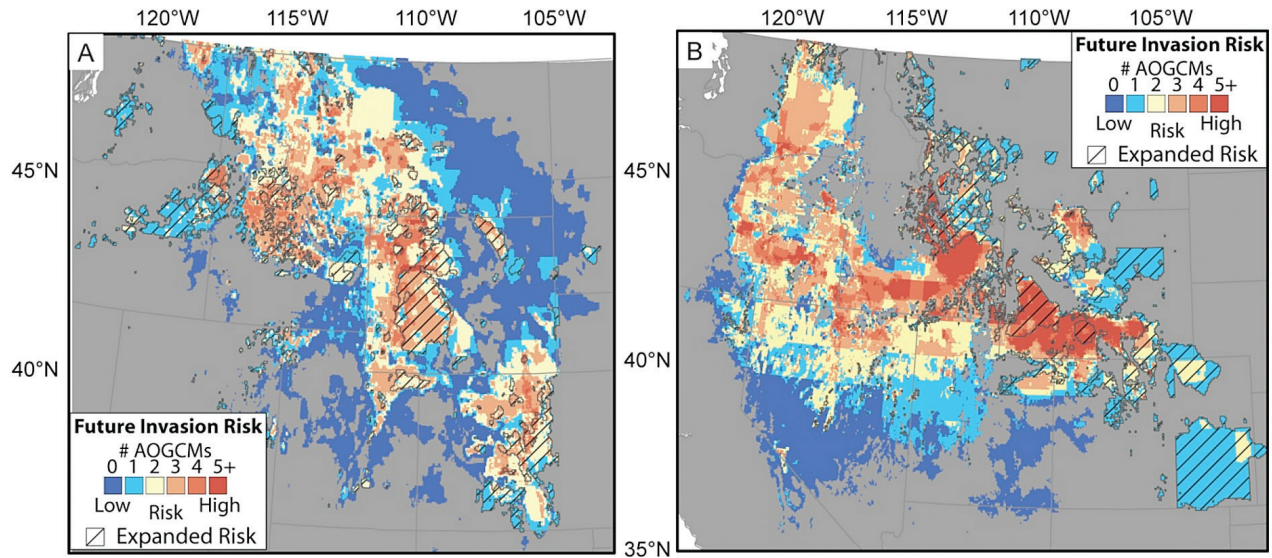 120°W 115°W 110°W 105°W
120°W 115°W 110°W 105°W
A
B
Future Invasion Risk
# AOGCMs
0 1 2 3 4 5+
Low Risk High
Expanded Risk
45°N
45°N
40°N
40°N
Future Invasion Risk
# AOGCMs
0 1 2 3 4 5+
Low Risk High
Expanded Risk
35°N